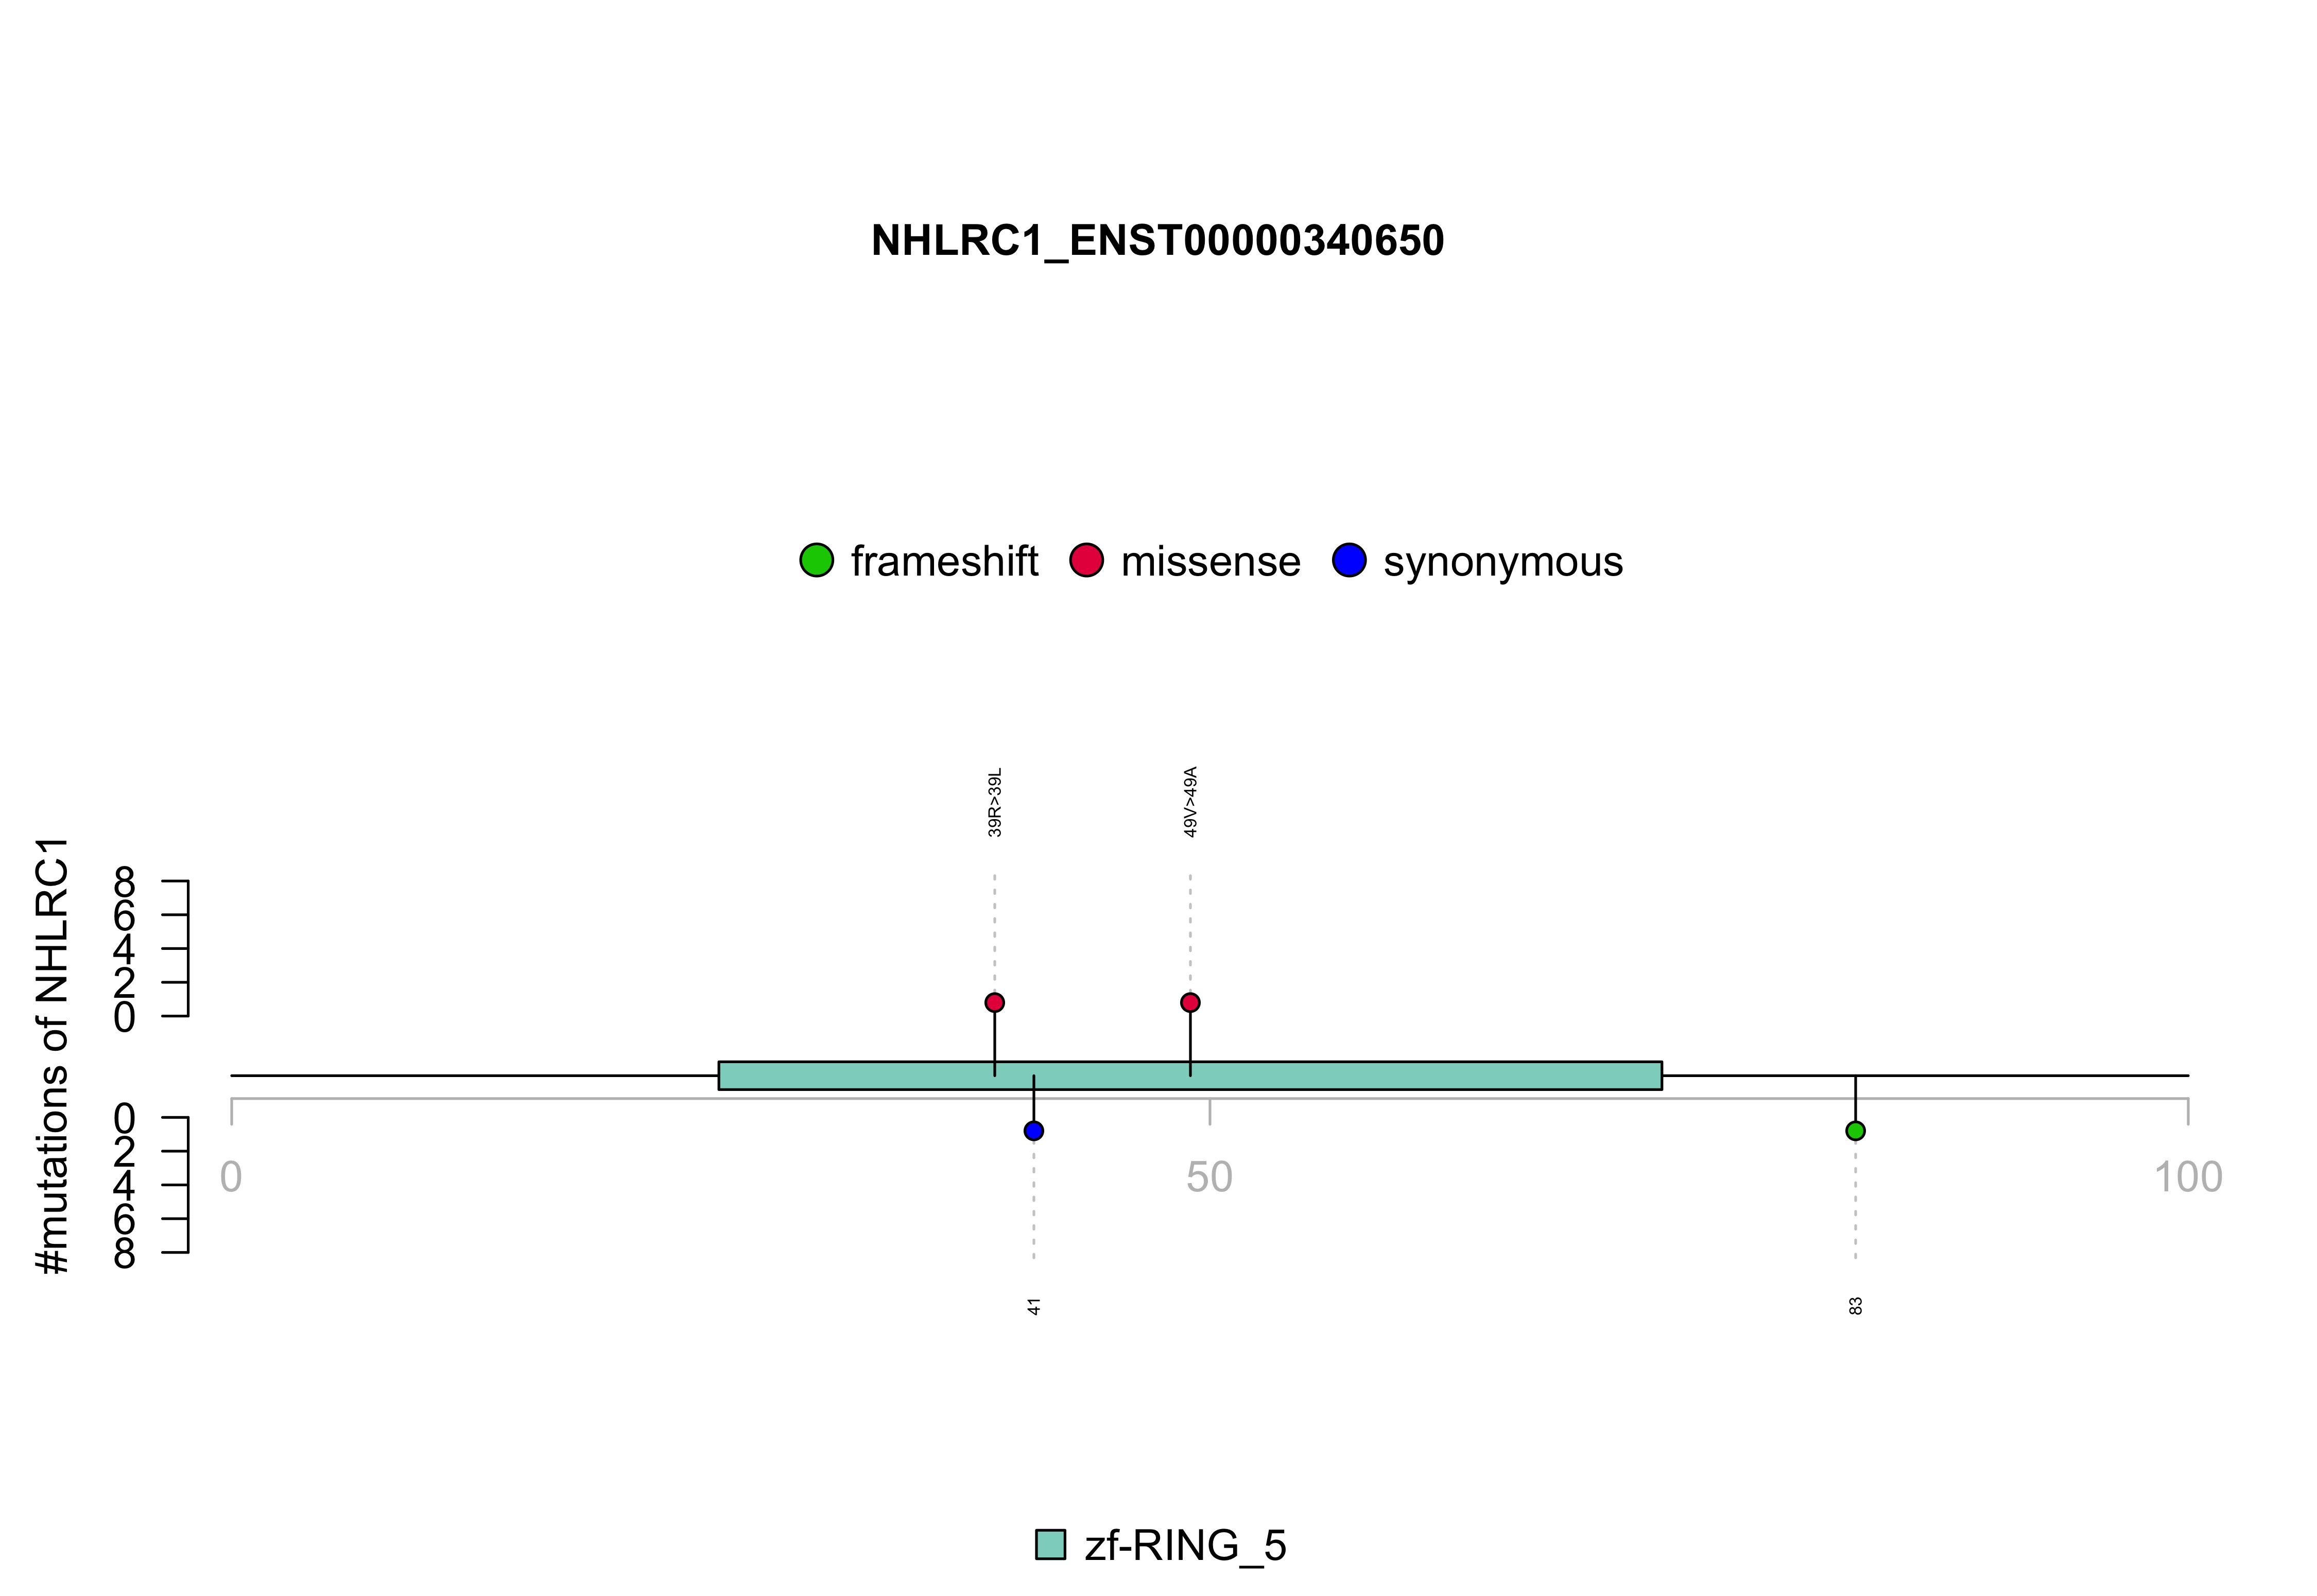 NHLRC1_ENST00000340650
frameshift missense synonymous
39R>39L 49V>49A
#mutations of NHLRC1
8
6
4
2
0
0
2
4
6
8
0 50 100
41 83
zf-RING_5